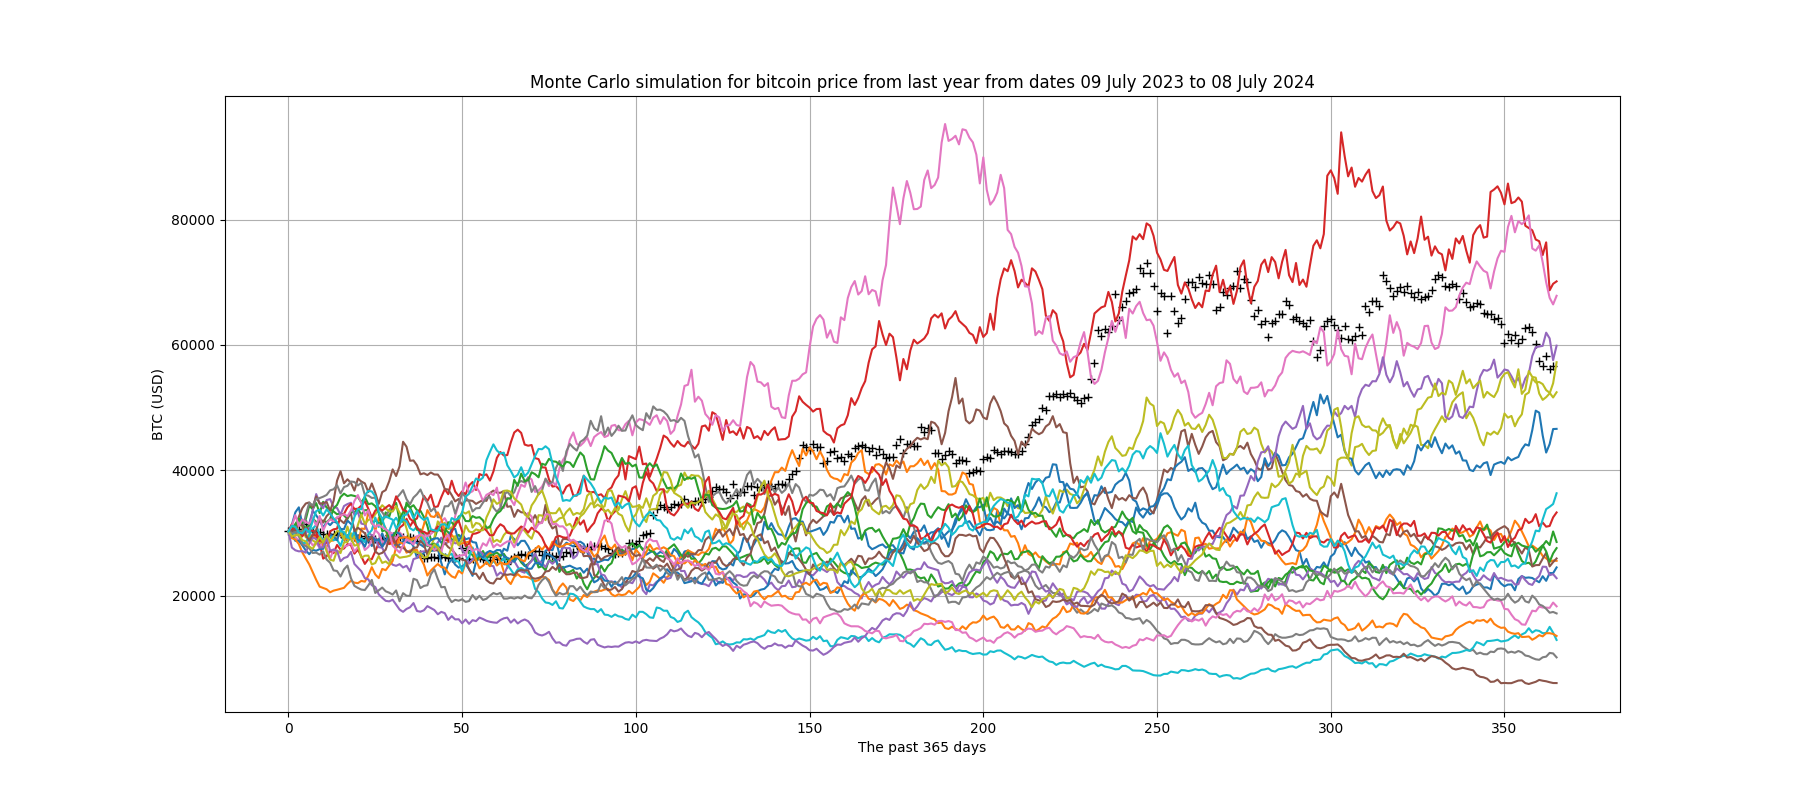 Monte Carlo simulation for bitcoin price from last year from dates 09 July 2023 to 08 July 2024
BTC (USD)
80000
60000
40000
20000
0 50 100 150 200 250 300 350
The past 365 days